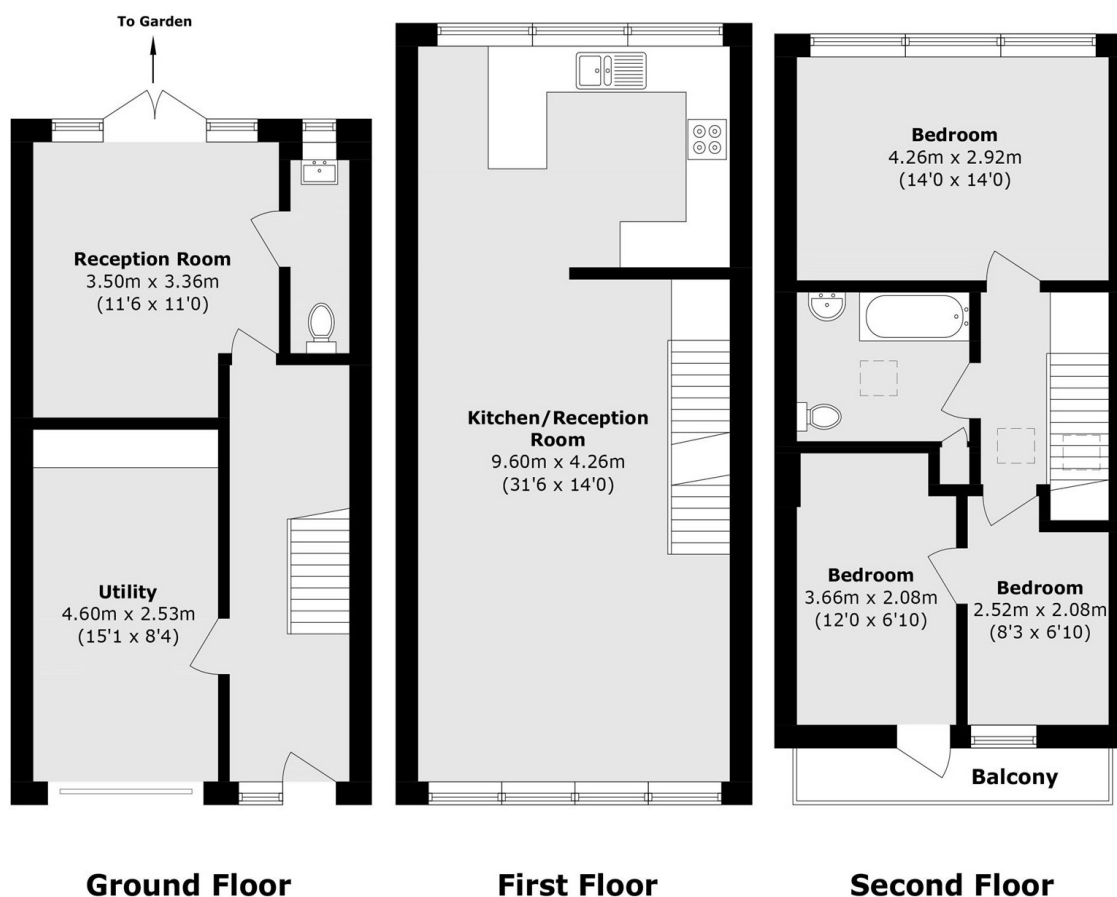 To Garden
Reception Room
3.50m x 3.36m
(11'6 x 11'0)
Utility
4.60m x 2.53m
(15'1 x 8'4)
Ground Floor
Kitchen/Reception
Room
9.60m x 4.26m
(31'6 x 14'0)
First Floor
Bedroom
4.26m x 2.92m
(14'0 x 14'0)
Bedroom
3.66m x 2.08m
(12'0 x 6'10)
Bedroom
2.52m x 2.08m
(8'3 x 6'10)
Balcony
Second Floor